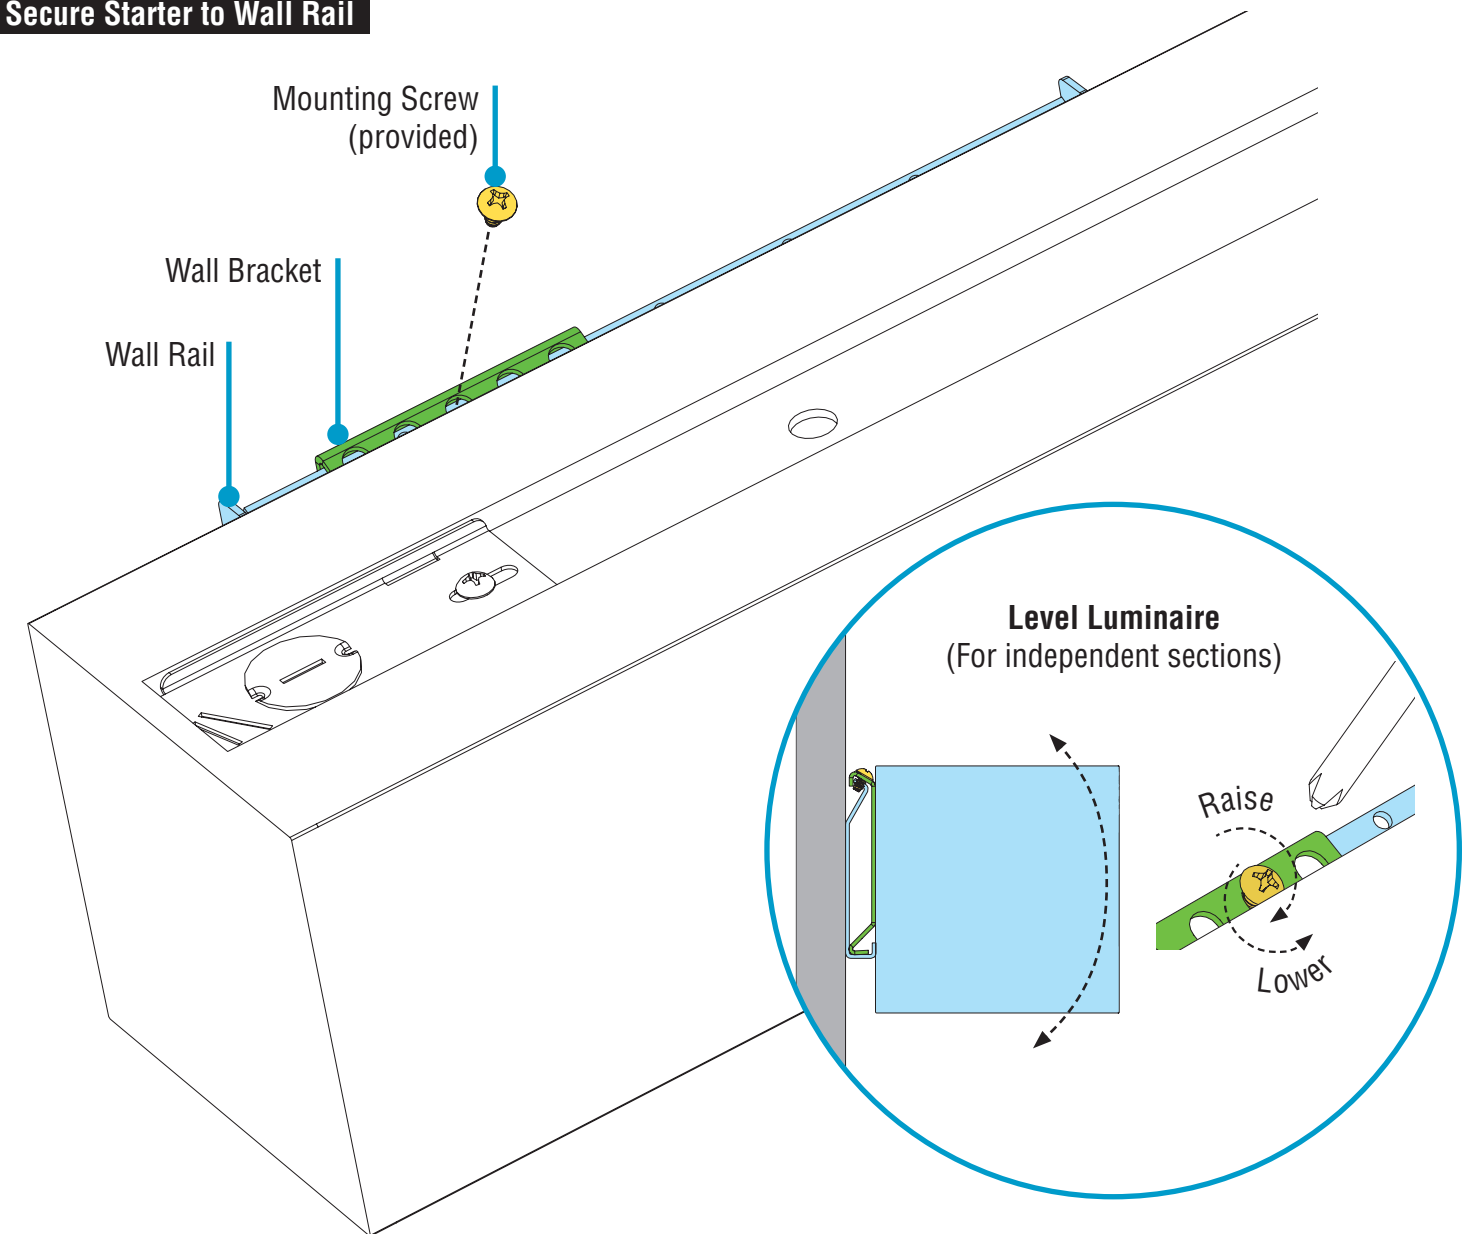 Secure Starter to Wall Rail
Mounting Screw
(provided)
Wall Bracket
Wall Rail
Level Luminaire
(For independent sections)
Raise
Lower